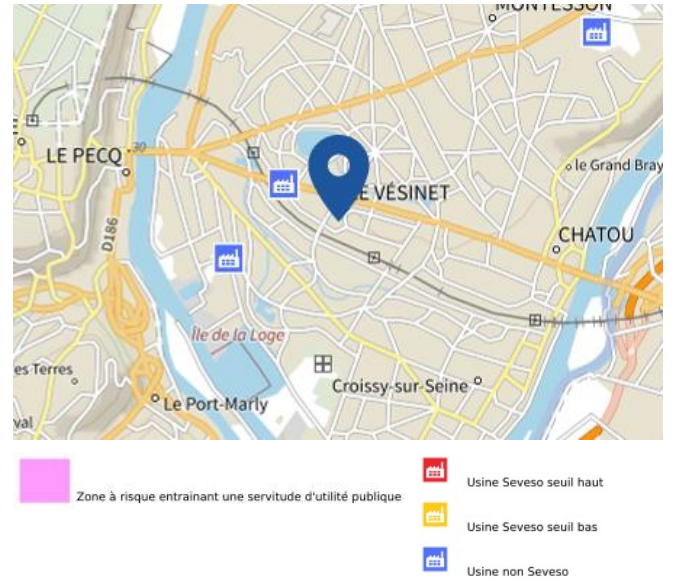 MONTESSON
30
LE PECQ
le Grand Bray
E VÉSINET
D186
CHATOU
Île de la Loge
es Terres
Croissy-sur-Seine
Le Port-Marly
val
Zone à risque entrainant une servitude d'utilité publique
Usine Seveso seuil haut
Usine Seveso seuil bas
Usine non Seveso